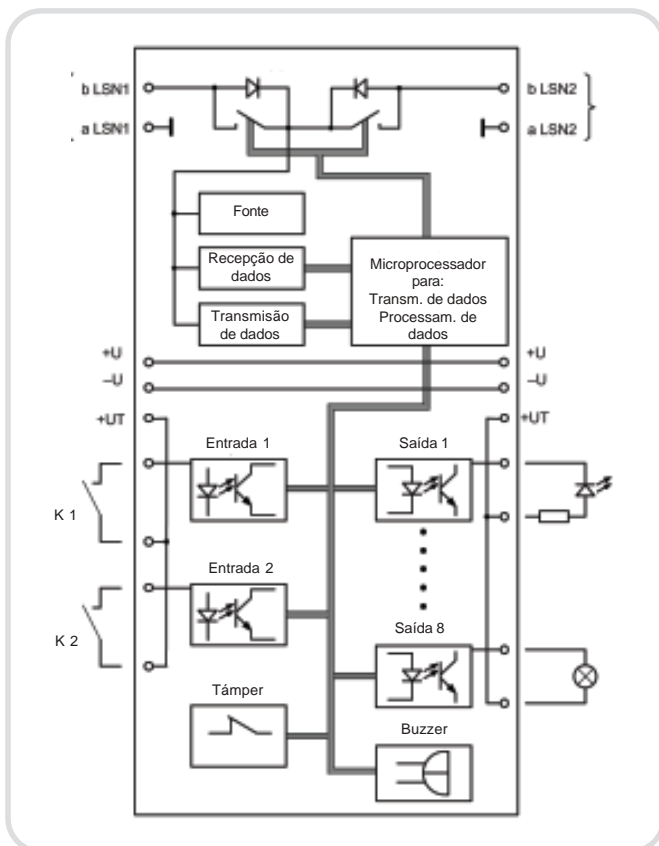 b LSN1
b LSN2
a LSN1
a LSN2
Fonte
Recepção de
dados
Transmisão
de dados
Microprocessador
para:
Transm. de dados
Processam. de
dados
+U
+U
–U
–U
+UT
+UT
Entrada 1
Saída 1
K 1
Entrada 2
K 2
Saída 8
Támper
Buzzer